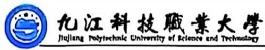 九江科技職業大學
Jiujiang Polytechnic University of Science and Technology